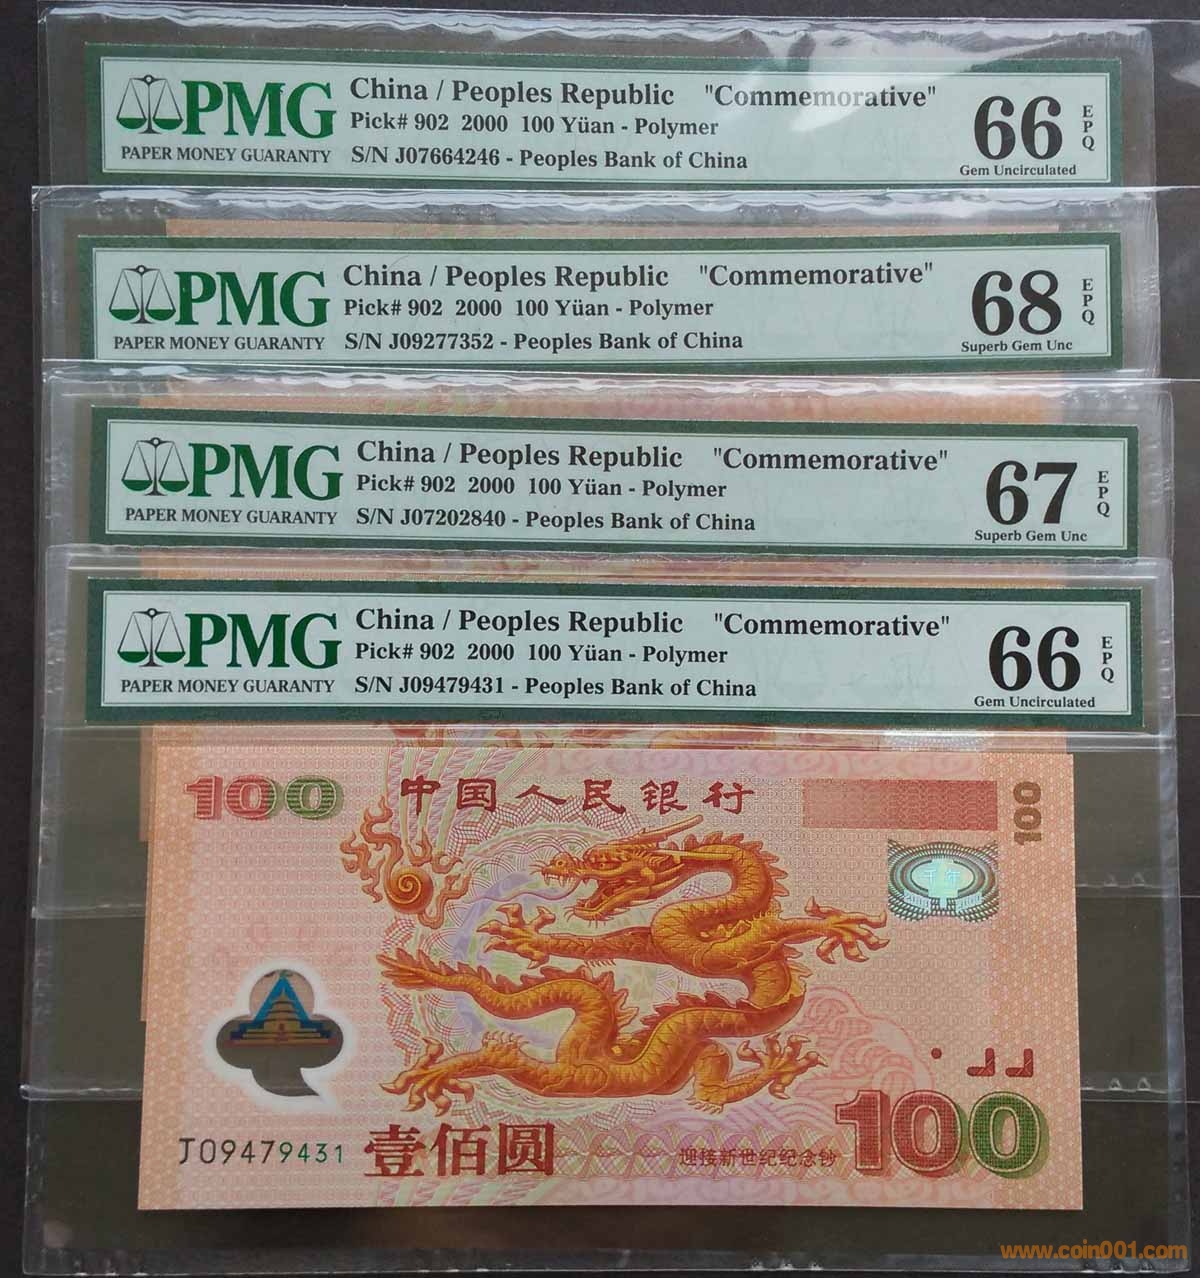 PMG
PAPER MONEY GUARANTY
China / Peoples Republic "Commemorative"
Pick# 902 2000 100 Yüan - Polymer
S/N J07664246 - Peoples Bank of China
66
EPQ
Gem Uncirculated
PMG
PAPER MONEY GUARANTY
China / Peoples Republic "Commemorative"
Pick# 902 2000 100 Yüan - Polymer
S/N J09277352 - Peoples Bank of China
68
EPQ
Superb Gem Unc
PMG
PAPER MONEY GUARANTY
China / Peoples Republic "Commemorative"
Pick# 902 2000 100 Yüan - Polymer
S/N J07202840 - Peoples Bank of China
67
EPQ
Superb Gem Unc
PMG
PAPER MONEY GUARANTY
China / Peoples Republic "Commemorative"
Pick# 902 2000 100 Yüan - Polymer
S/N J09479431 - Peoples Bank of China
66
EPQ
Gem Uncirculated
100
中国人民银行
100
千年
J09479431
壹佰圆
迎接新世纪纪念钞
100
www.coin001.com